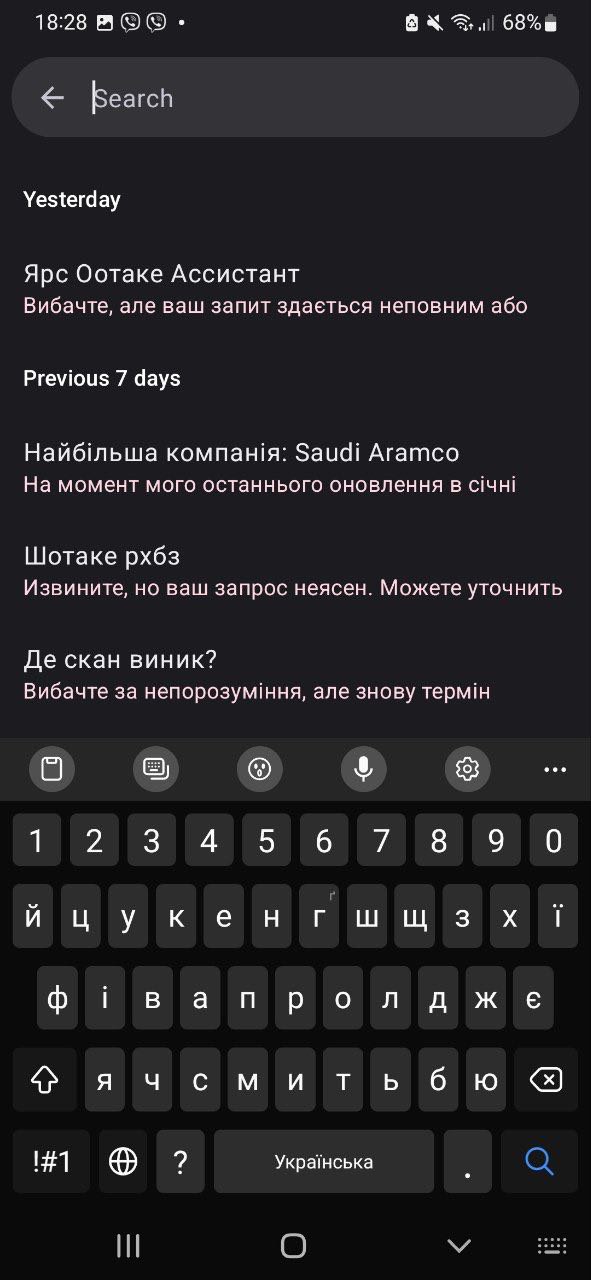 18:28 68%
Search
Yesterday
Ярс Оотаке Ассистант
Вибачте, але ваш запит здається неповним або
Previous 7 days
Найбільша компанія: Saudi Aramco
На момент мого останнього оновлення в січні
Шотаке рхбз
Извините, но ваш запрос неясен. Можете уточнить
Де скан виник?
Вибачте за непорозуміння, але знову термін
1 2 3 4 5 6 7 8 9 0
й ц у к е н г ґ ш щ з х ї
ф і в а п р о л д ж є
я ч с м и т ь б ю
!#1 ? Українська .